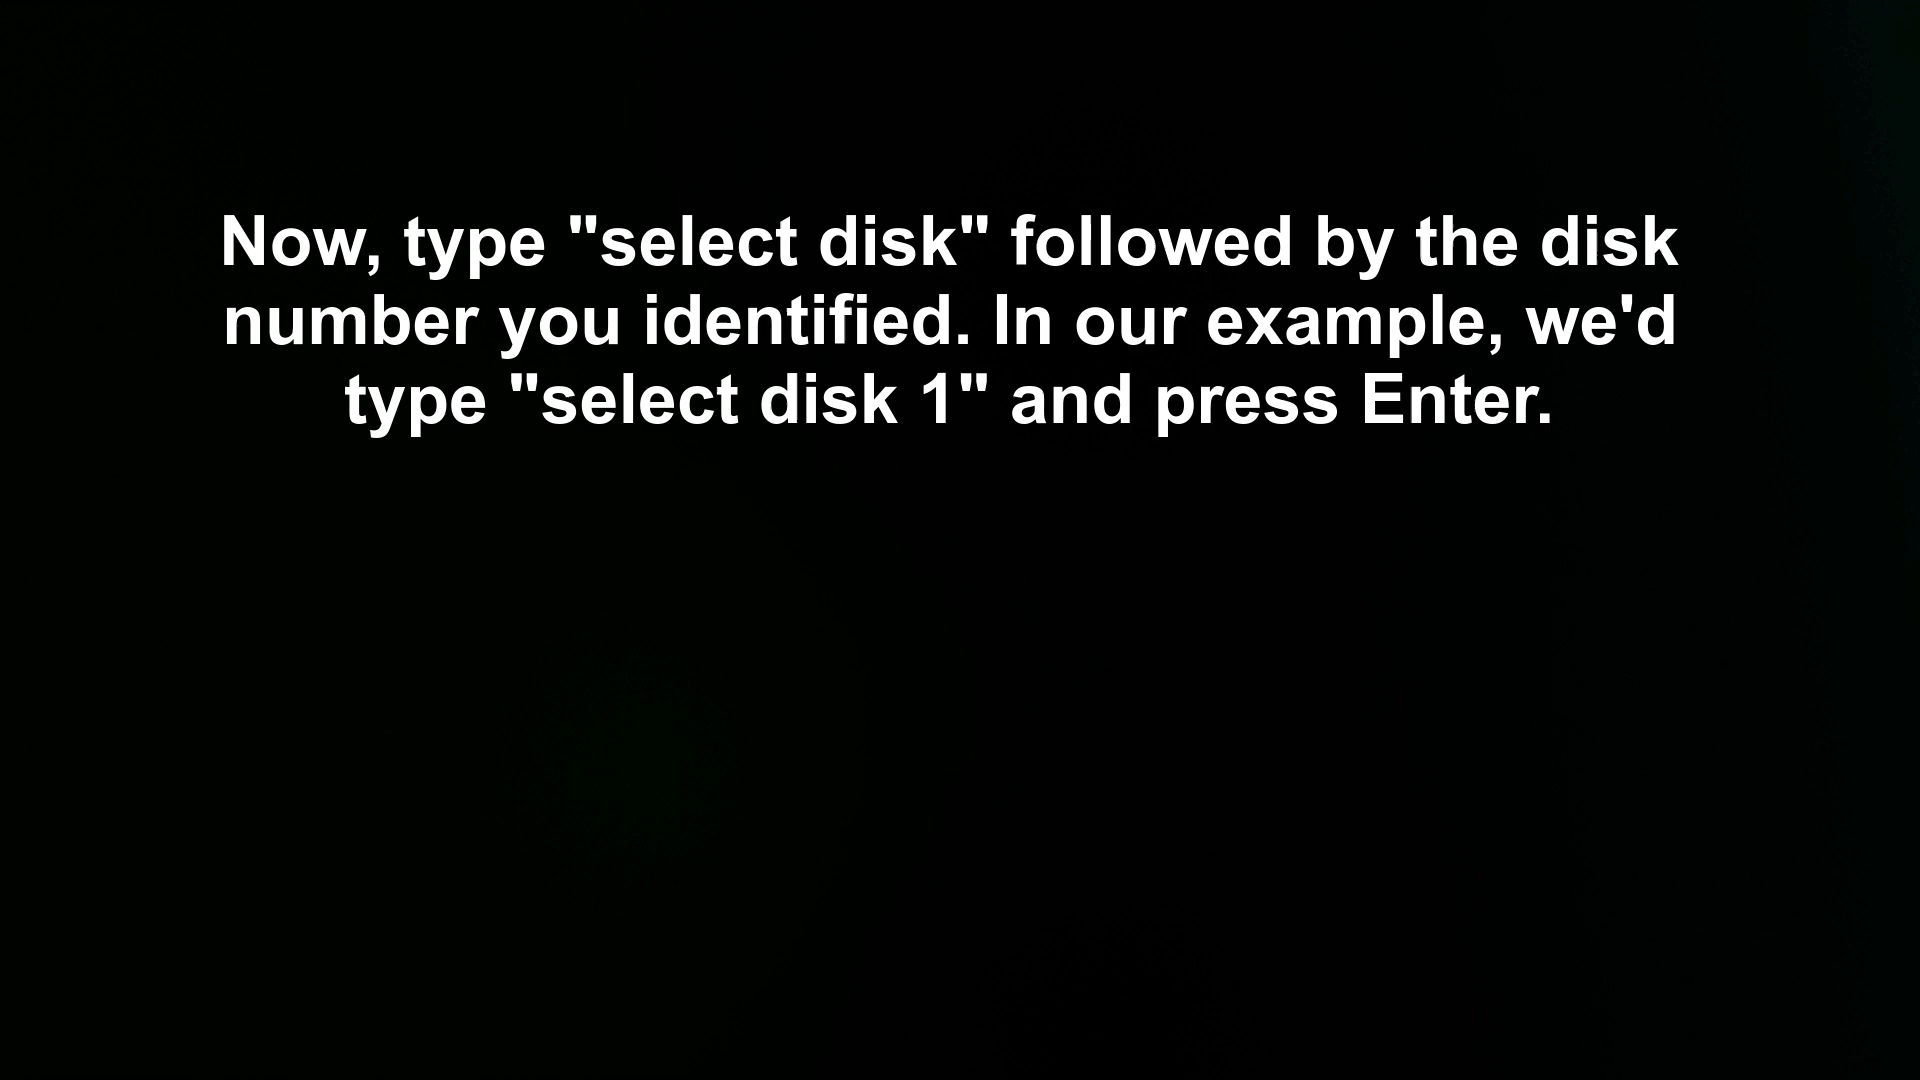 Now, type "select disk" followed by the disk
number you identified. In our example, we'd
type "select disk 1" and press Enter.